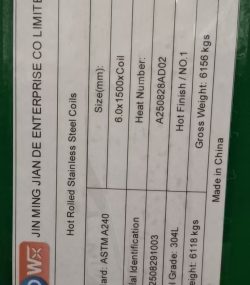 JIN MING JIAN DE ENTERPRISE CO LIMITE
Hot Rolled Stainless Steel Coils
ard: ASTM A240
Size(mm):
6.0x1500xCoil
ial Identification
Heat Number:
2508291003
A250828AD02
l Grade: 304L
Hot Finish / NO.1
Weight: 6118 kgs
Gross Weight: 6156 kgs
Made in China